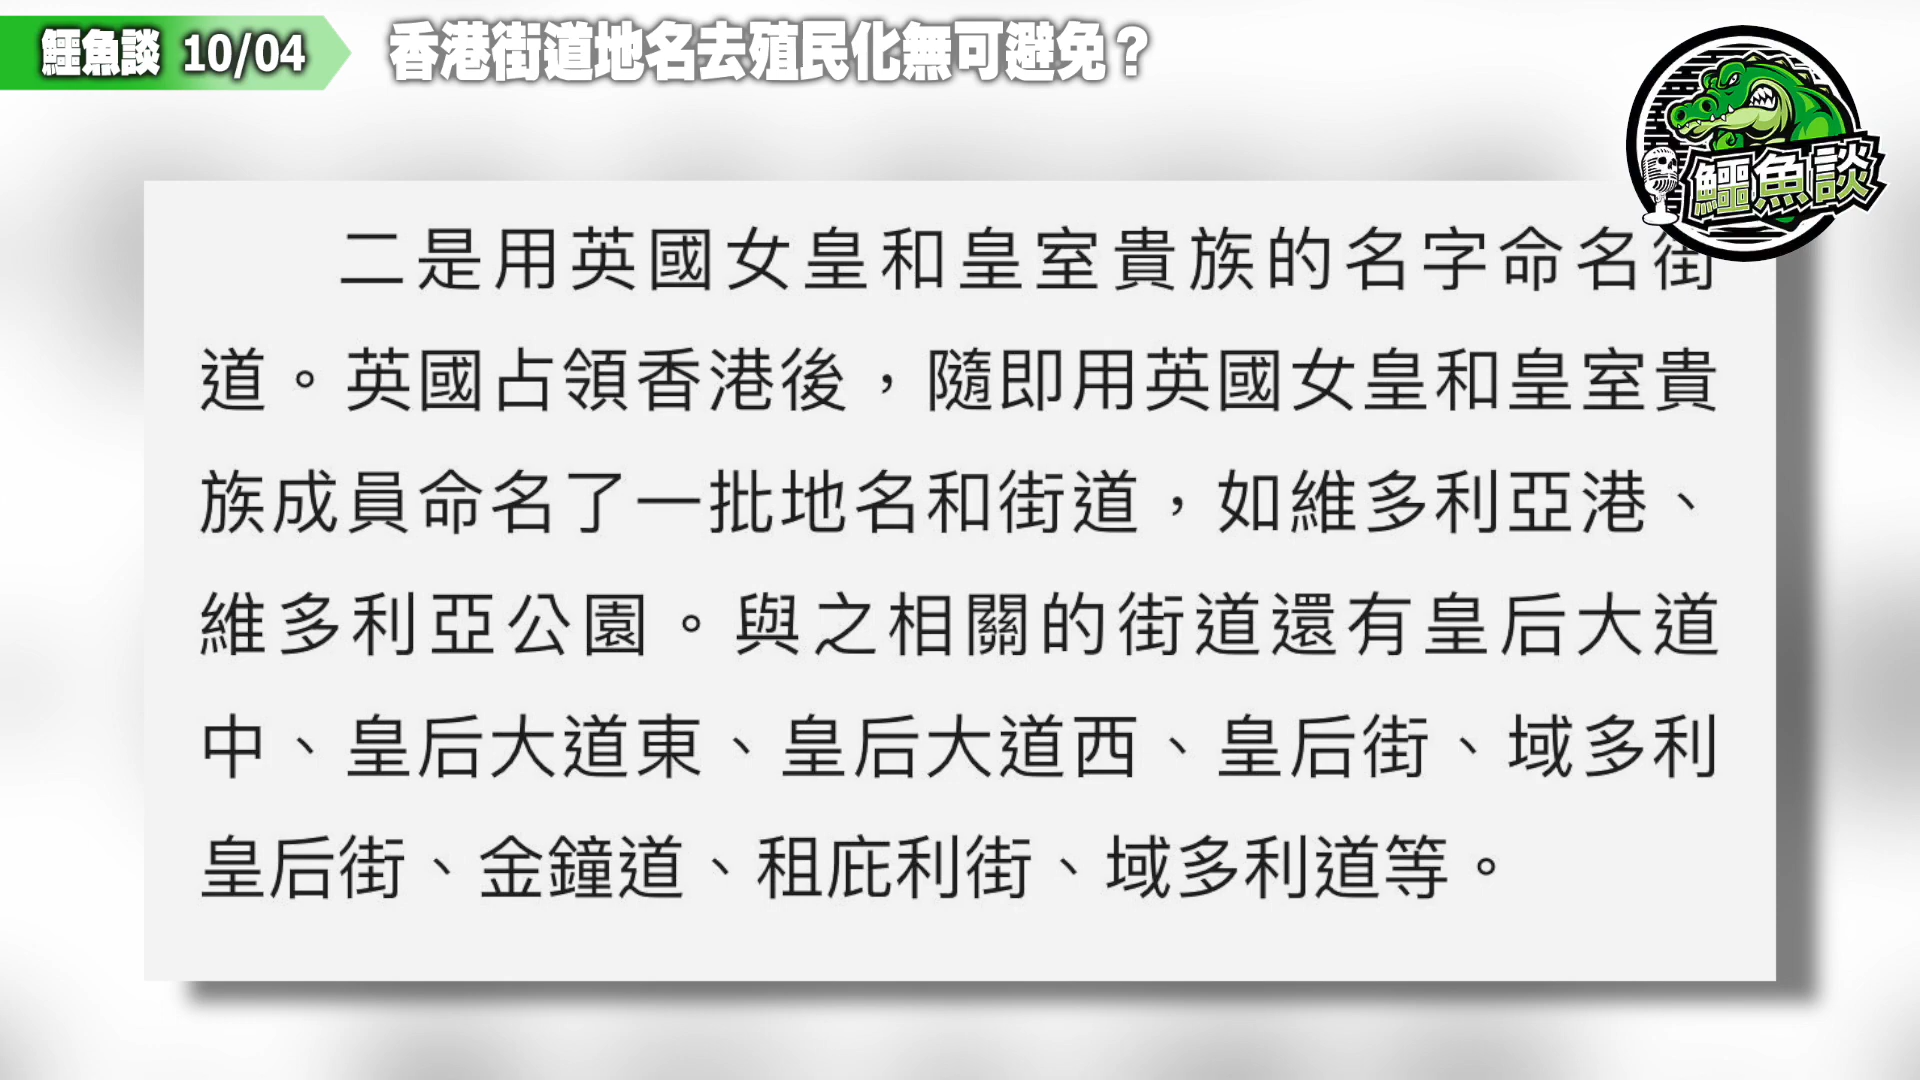 鱷魚談 10/04
香港街道地名去殖民化無可避免？
鱷魚談
二是用英國女皇和皇室貴族的名字命名街
道。英國占領香港後，隨即用英國女皇和皇室貴
族成員命名了一批地名和街道，如維多利亞港、
維多利亞公園。與之相關的街道還有皇后大道
中、皇后大道東、皇后大道西、皇后街、域多利
皇后街、金鐘道、租庇利街、域多利道等。